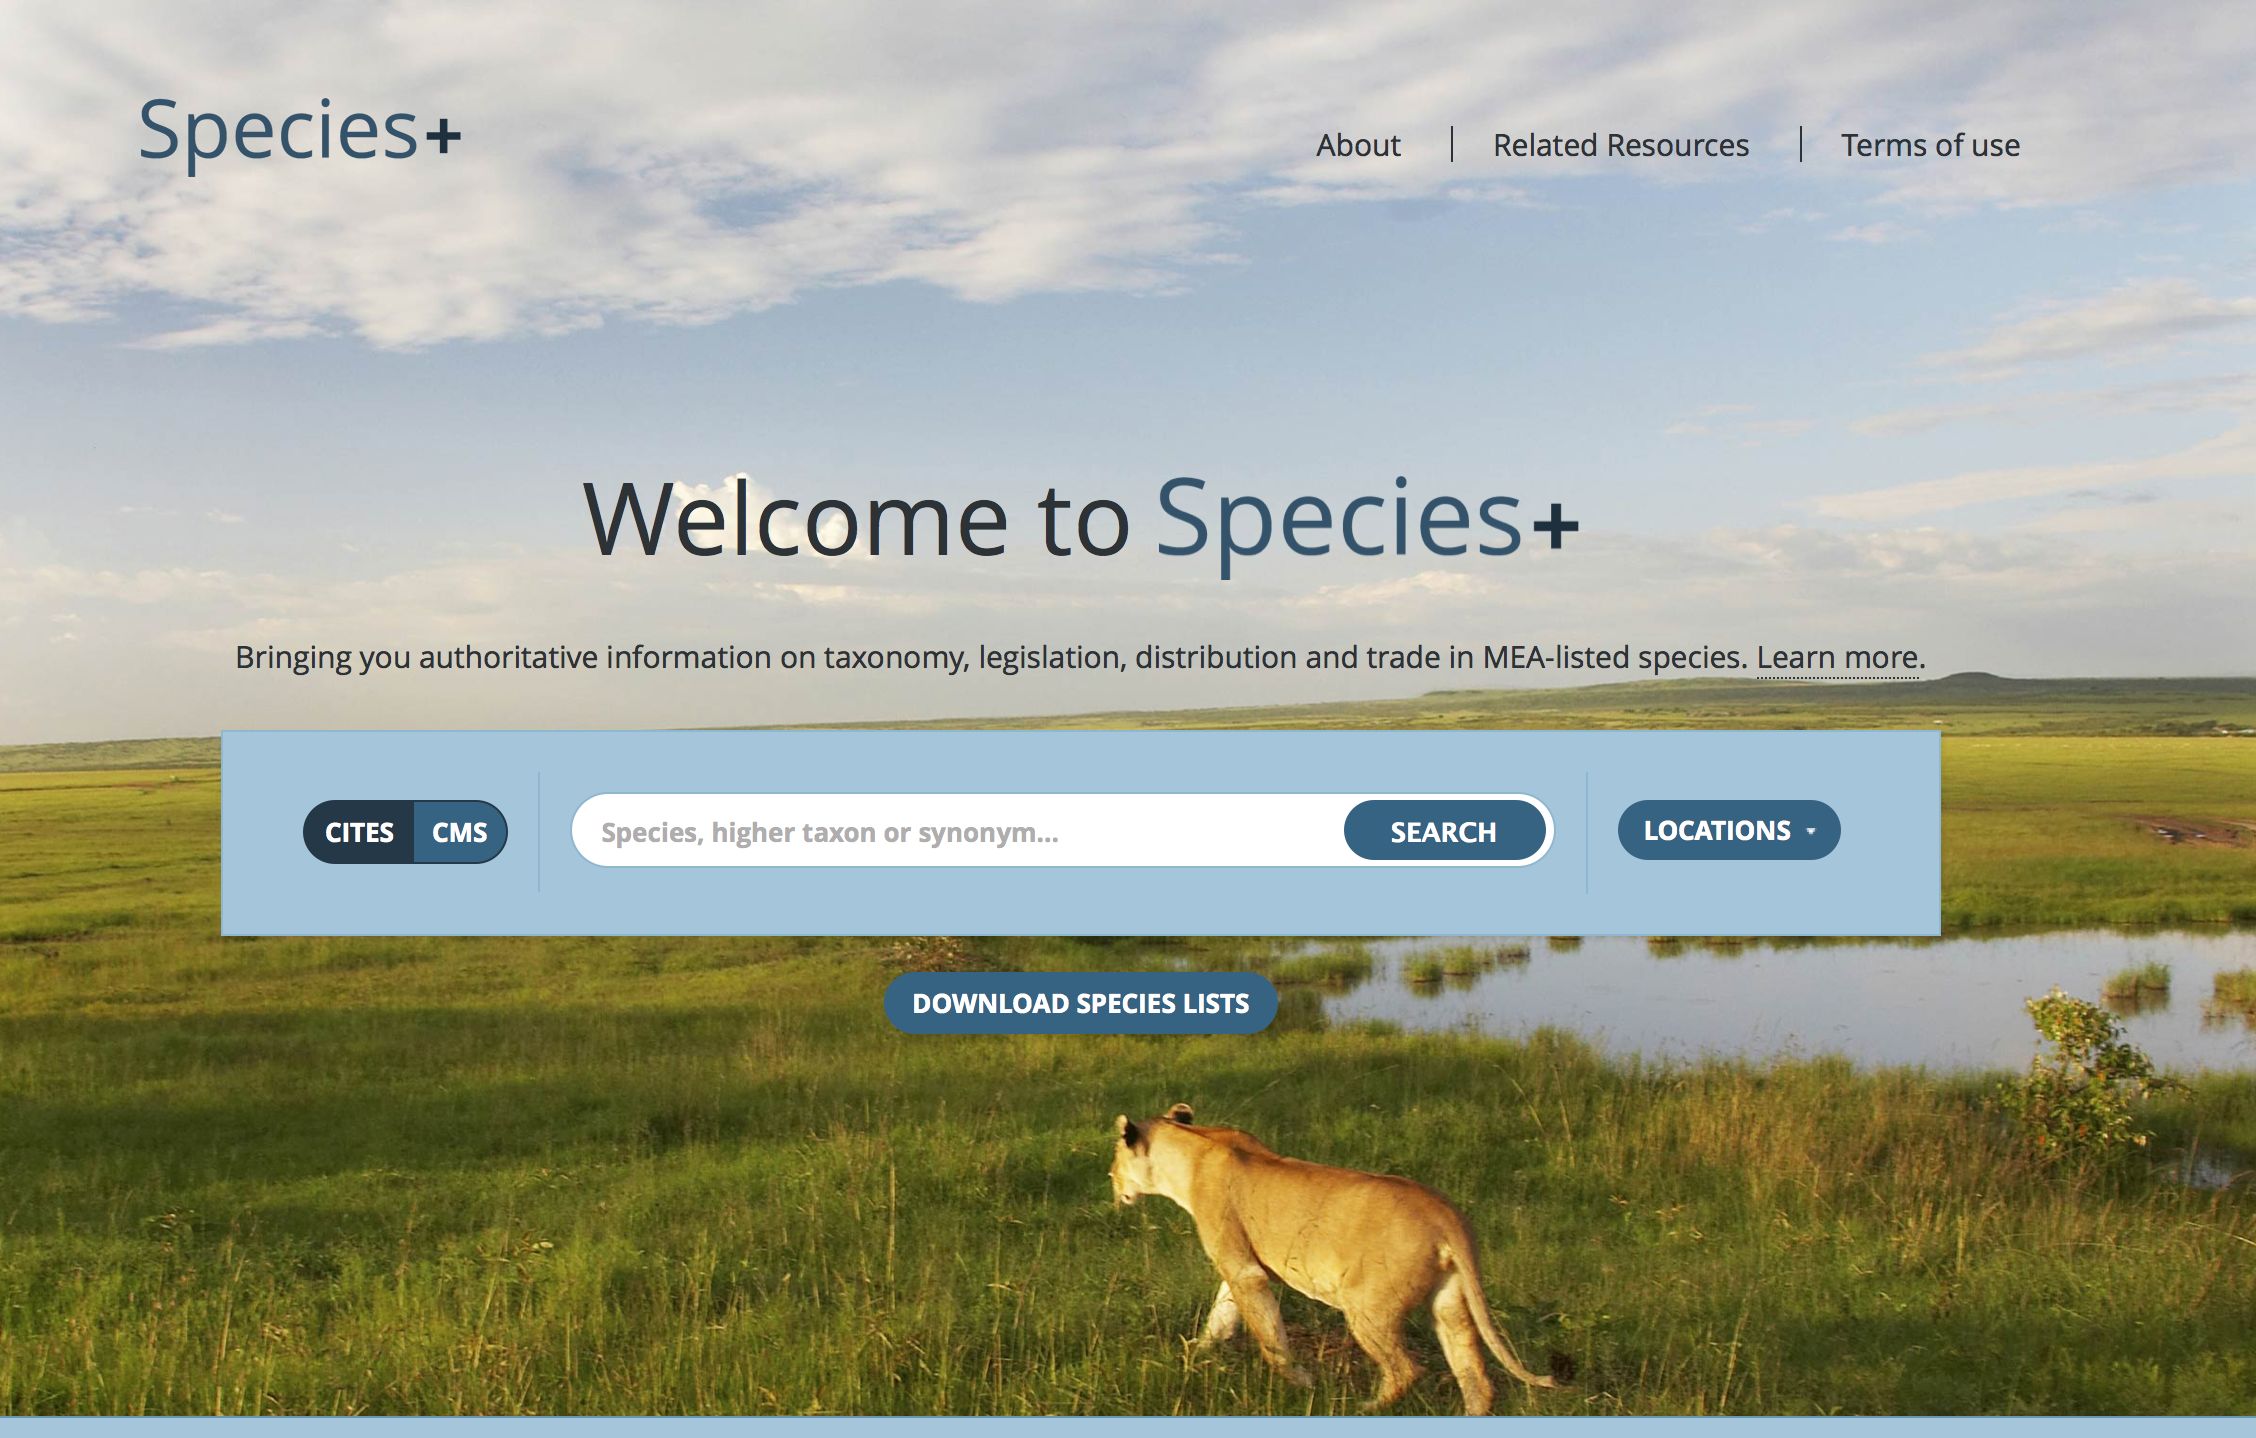 Species+
About | Related Resources | Terms of use
Welcome to Species+
Bringing you authoritative information on taxonomy, legislation, distribution and trade in MEA-listed species. Learn more.
CITES CMS Species, higher taxon or synonym... SEARCH LOCATIONS
DOWNLOAD SPECIES LISTS